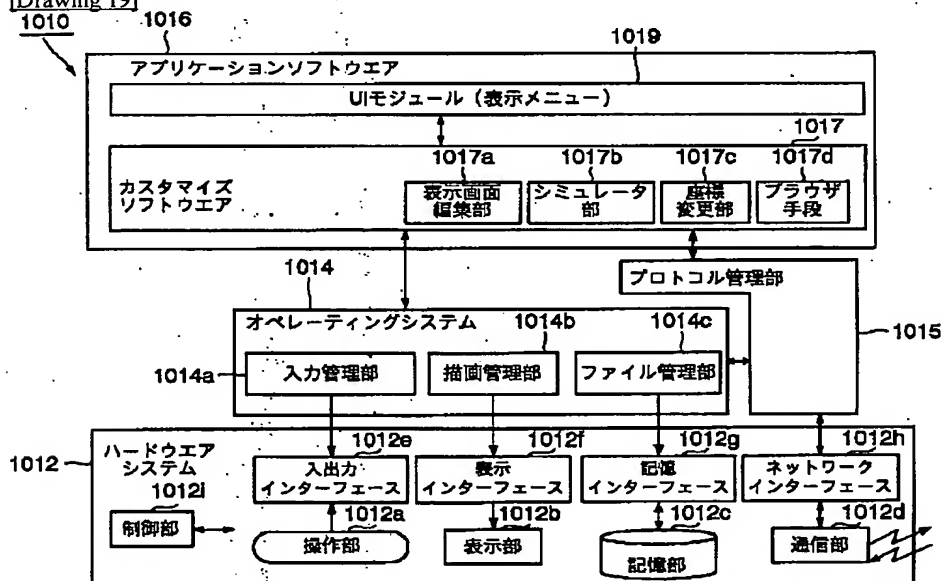 [Drawing 19]
1010
1016
1019
アプリケーションソフトウエア
UIモジュール（表示メニュー）
1017
1017a
1017b
1017c
1017d
カスタマイズ
ソフトウエア
表示画面
編集部
シミュレータ
部
座標
変更部
ブラウザ
手段
1014
プロトコル管理部
オペレーティングシステム
1014b
1014c
1015
1014a
入力管理部
描画管理部
ファイル管理部
1012
ハードウエア
システム
1012e
1012f
1012g
1012h
入出力
インターフェース
表示
インターフェース
記憶
インターフェース
ネットワーク
インターフェース
1012i
1012a
1012b
1012c
1012d
制御部
操作部
表示部
記憶部
通信部